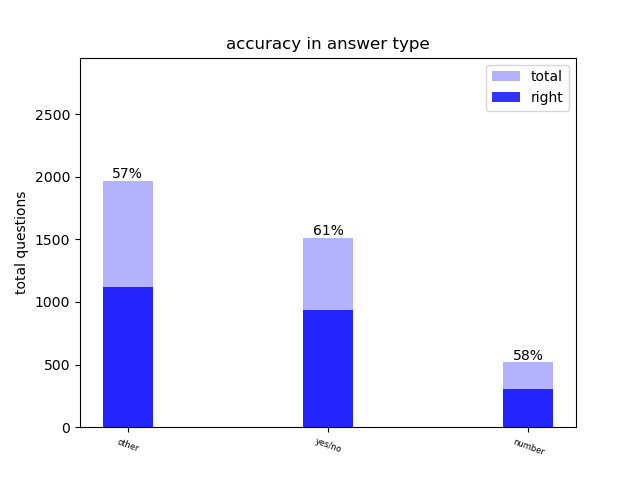 accuracy in answer type
total
right
total questions
2500
2000
1500
1000
500
0
57%
61%
58%
other
yes/no
number